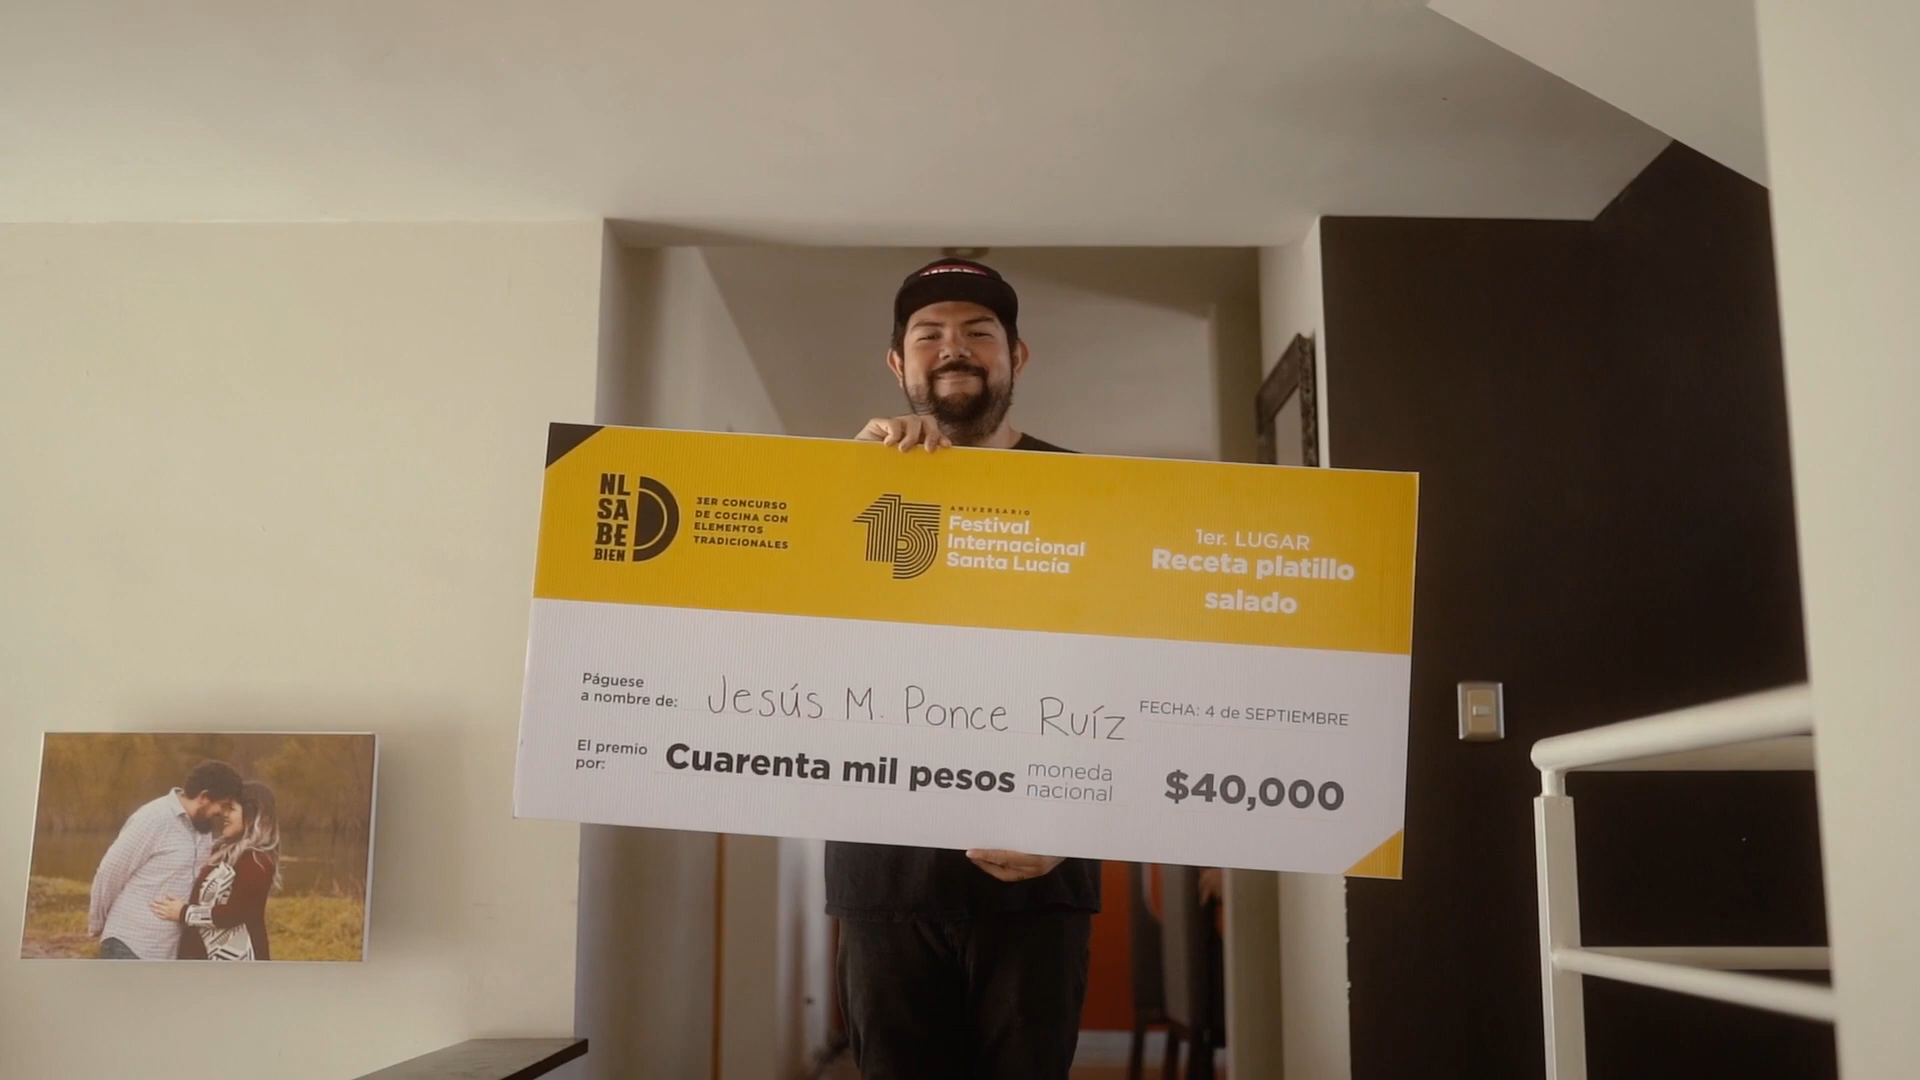 NL
SA
BE
BIEN
3ER CONCURSO
DE COCINA CON
ELEMENTOS
TRADICIONALES
15
ANIVERSARIO
Festival
Internacional
Santa Lucía
1er. LUGAR
Receta platillo
salado
Páguese
a nombre de:
Jesús M. Ponce Ruíz
FECHA: 4 de SEPTIEMBRE
El premio
por:
Cuarenta mil pesos
moneda
nacional
$40,000